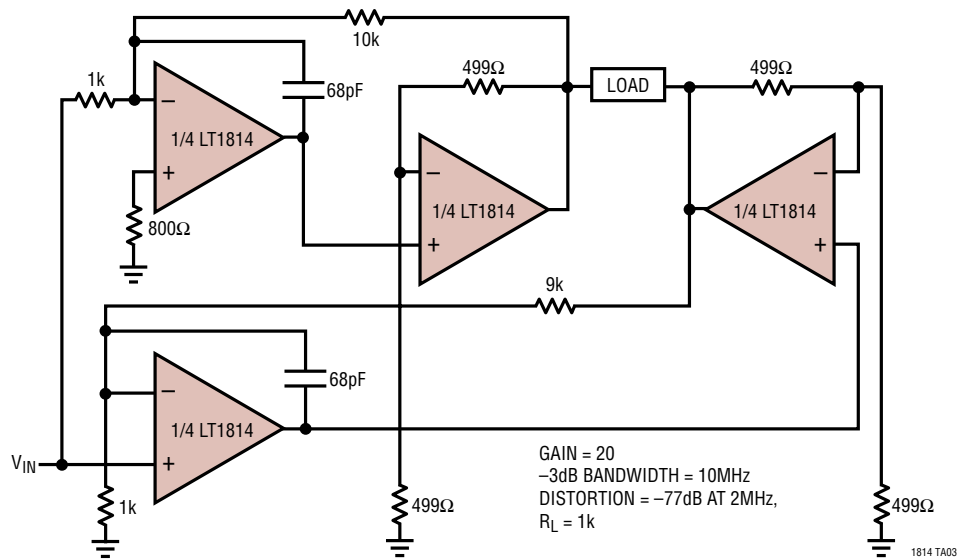 10k
1k
68pF
–
+
1/4 LT1814
800Ω
499Ω
LOAD
499Ω
–
+
1/4 LT1814
–
+
1/4 LT1814
9k
68pF
–
+
1/4 LT1814
VIN
1k
499Ω
GAIN = 20
–3dB BANDWIDTH = 10MHz
DISTORTION = –77dB AT 2MHz,
RL = 1k
499Ω
1814 TA03